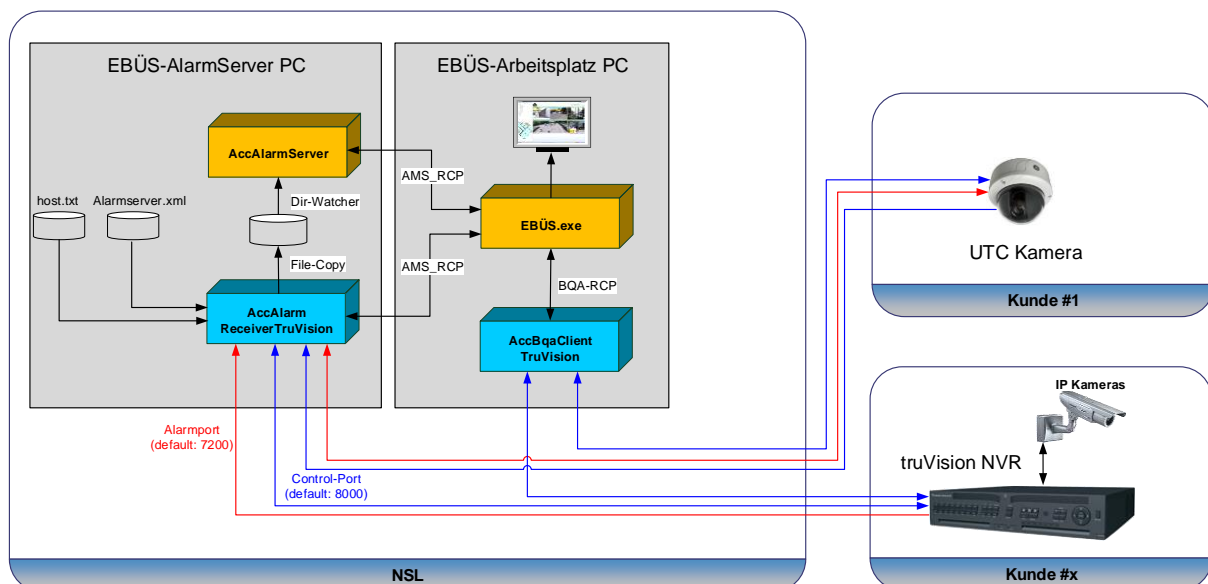 EBÜS-AlarmServer PC
EBÜS-Arbeitsplatz PC
AccAlarmServer
AMS_RCP
host.txt
Alarmserver.xml
Dir-Watcher
EBÜS.exe
File-Copy
AMS_RCP
BQA-RCP
AccAlarm
ReceiverTruVision
AccBqaClient
TruVision
Alarmport
(default: 7200)
Control-Port
(default: 8000)
NSL
UTC Kamera
Kunde #1
IP Kameras
truVision NVR
Kunde #x